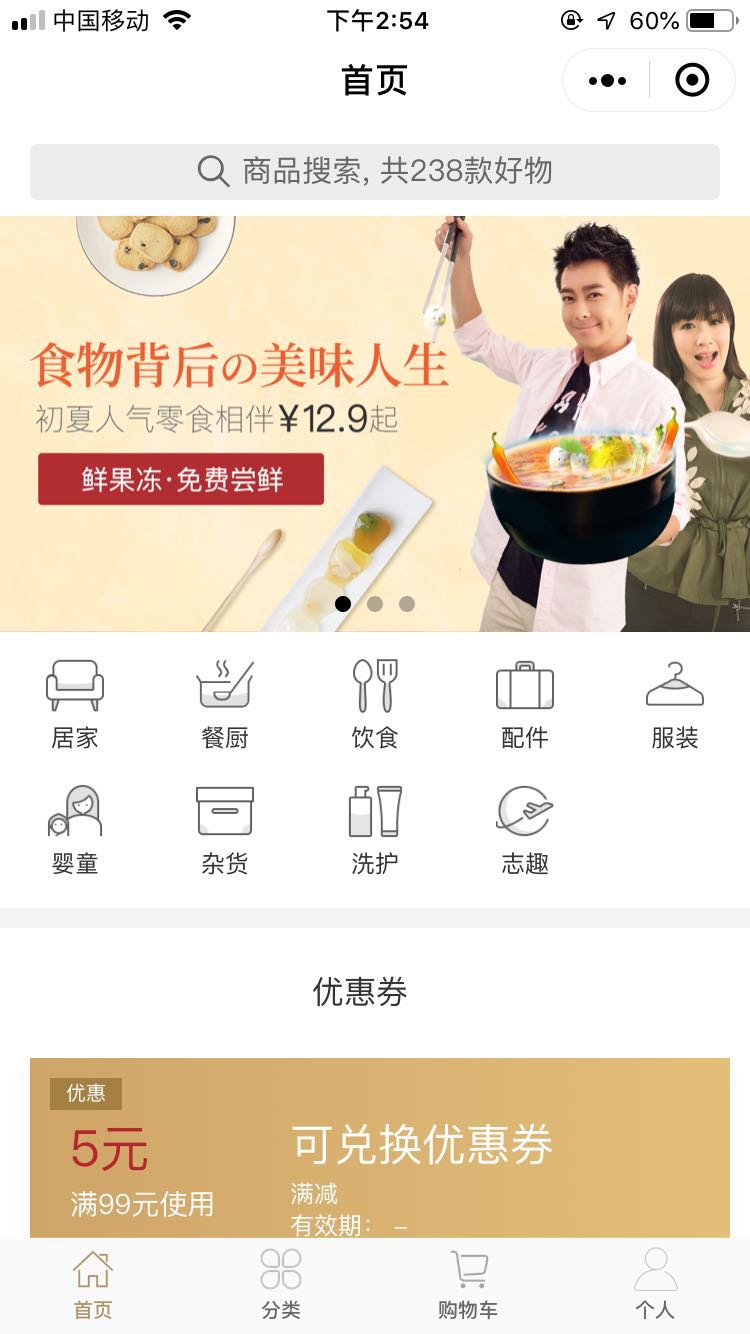 中国移动
下午2:54
60%
首页
商品搜索, 共238款好物
食物背后の美味人生
初夏人气零食相伴¥12.9起
鲜果冻·免费尝鲜
居家
餐厨
饮食
配件
服装
婴童
杂货
洗护
志趣
优惠券
优惠
5元
可兑换优惠券
满99元使用
满减
有效期： –
首页
分类
购物车
个人